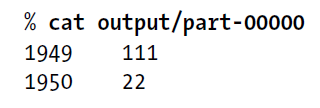 % cat output/part-00000
1949 111
1950 22